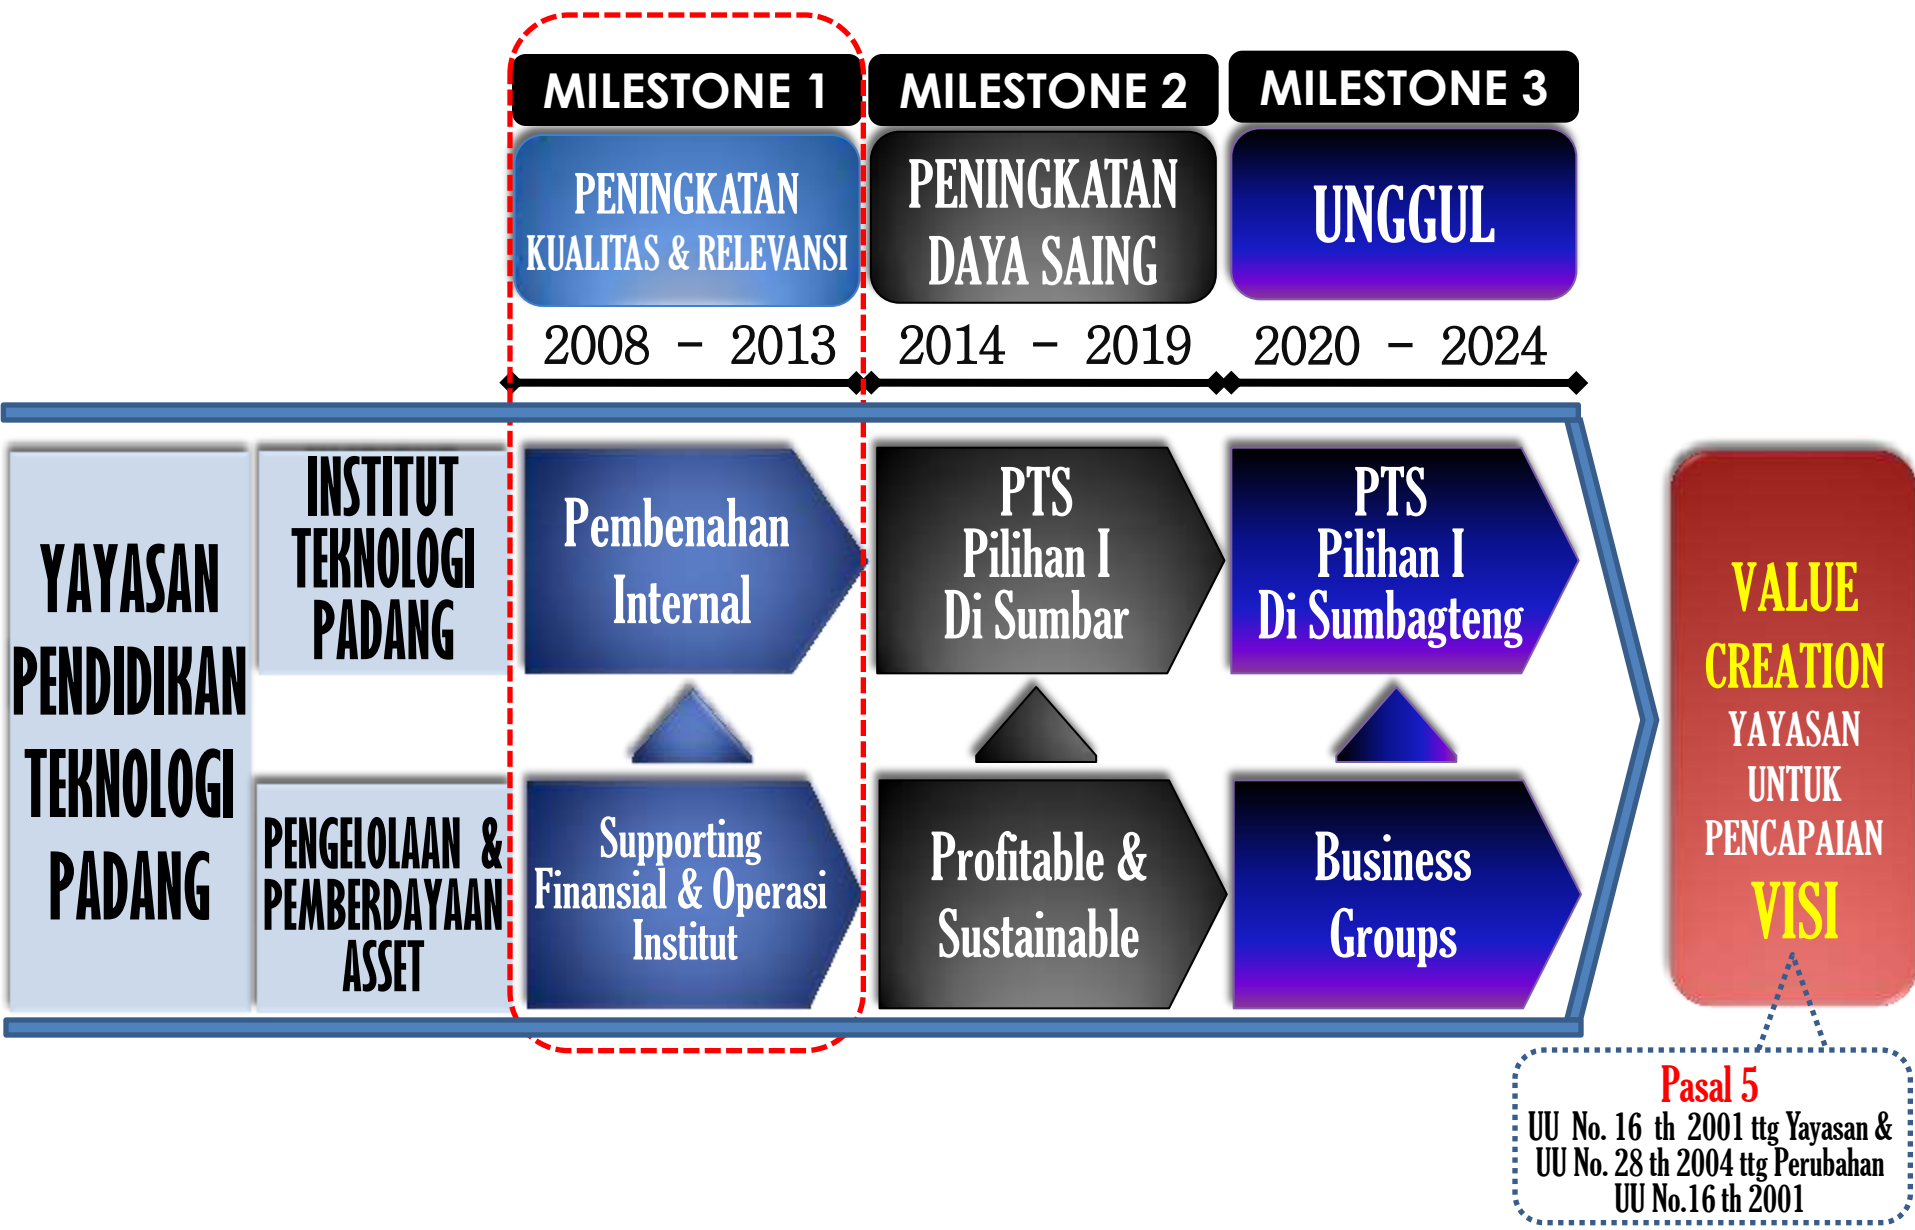 MILESTONE 1
MILESTONE 2
MILESTONE 3
PENINGKATAN
KUALITAS & RELEVANSI
PENINGKATAN
DAYA SAING
UNGGUL
2008 - 2013
2014 - 2019
2020 - 2024
YAYASAN
PENDIDIKAN
TEKNOLOGI
PADANG
INSTITUT
TEKNOLOGI
PADANG
Pembenahan
Internal
PTS
Pilihan I
Di Sumbar
PTS
Pilihan I
Di Sumbagteng
PENGELOLAAN &
PEMBERDAYAAN
ASSET
Supporting
Finansial & Operasi
Institut
Profitable &
Sustainable
Business
Groups
VALUE
CREATION
YAYASAN
UNTUK
PENCAPAIAN
VISI
Pasal 5
UU No. 16 th 2001 ttg Yayasan &
UU No. 28 th 2004 ttg Perubahan
UU No.16 th 2001